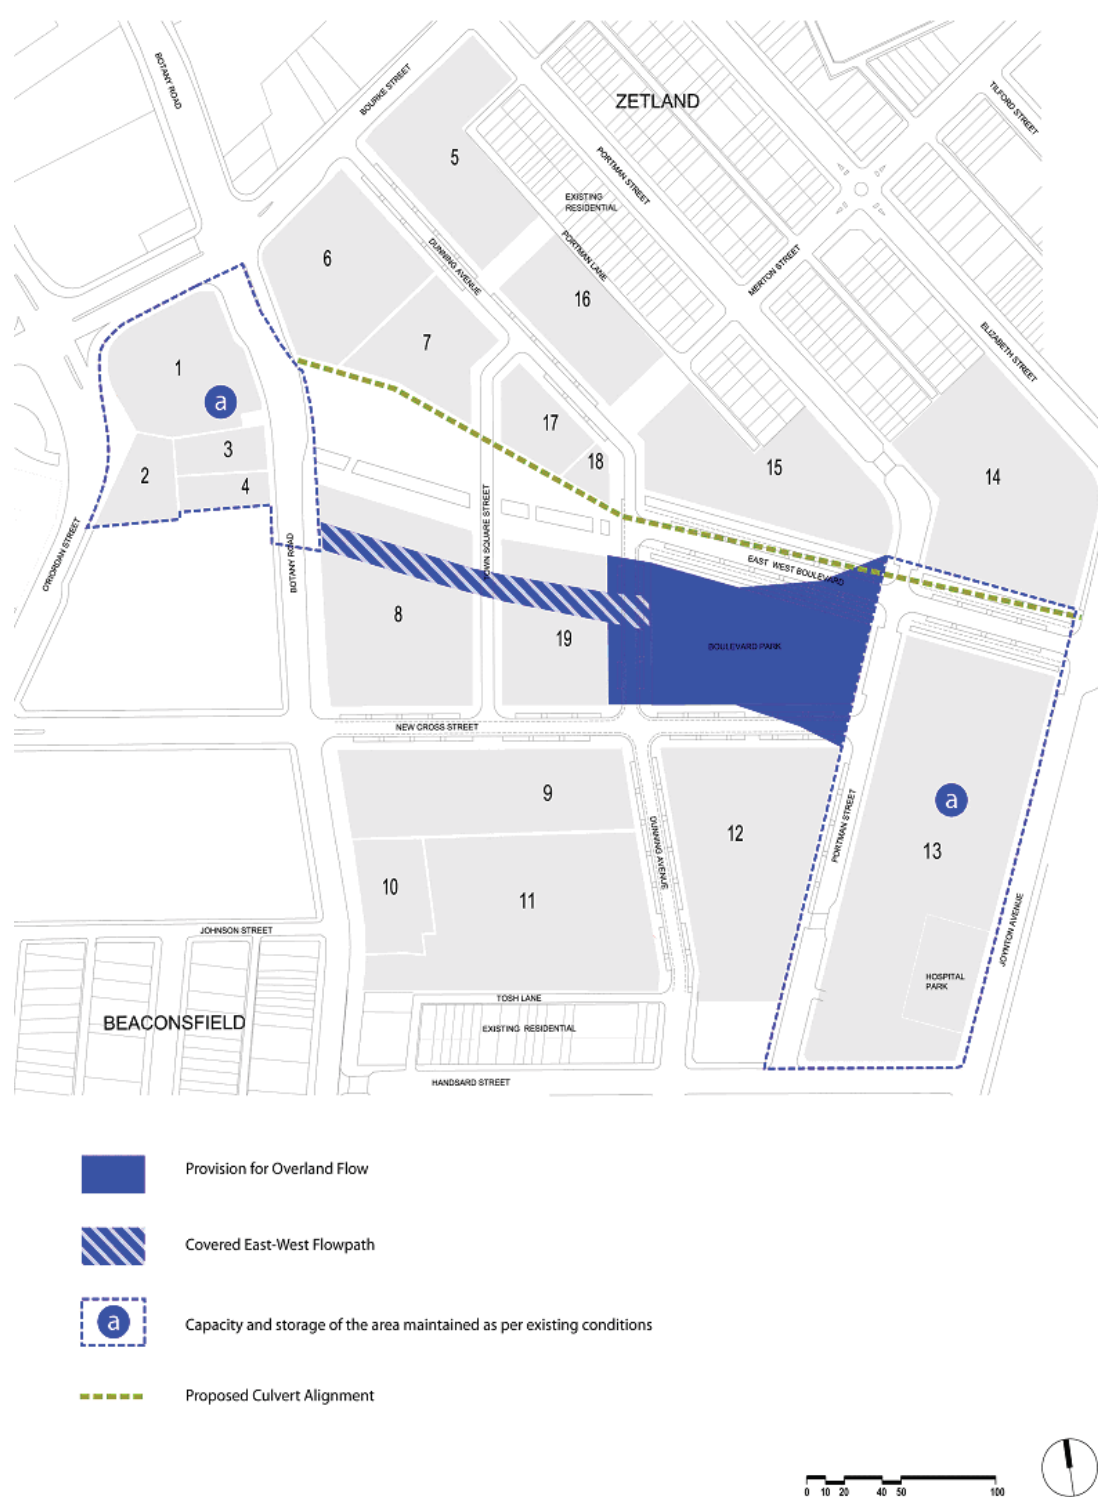 BOTANY ROAD
BOURKE STREET
ZETLAND
TILFORD STREET
5
PORTMAN STREET
EXISTING
RESIDENTIAL
6
DUNNING AVENUE
PORTMAN LANE
MERTON STREET
16
7
ELIZABETH STREET
1
a
17
3
18
15
2
4
14
O'RIORDAN STREET
BOTANY ROAD
TOWN SQUARE STREET
EAST WEST BOULEVARD
8
19
BOULEVARD PARK
NEW CROSS STREET
9
a
12
PORTMAN STREET
13
DUNNING AVENUE
10
11
JOHNSON STREET
JOYNTON AVENUE
HOSPITAL
PARK
TOSH LANE
BEACONSFIELD
EXISTING RESIDENTIAL
HANDSARD STREET
Provision for Overland Flow
Covered East-West Flowpath
a
Capacity and storage of the area maintained as per existing conditions
Proposed Culvert Alignment
0 10 20 40 50 100